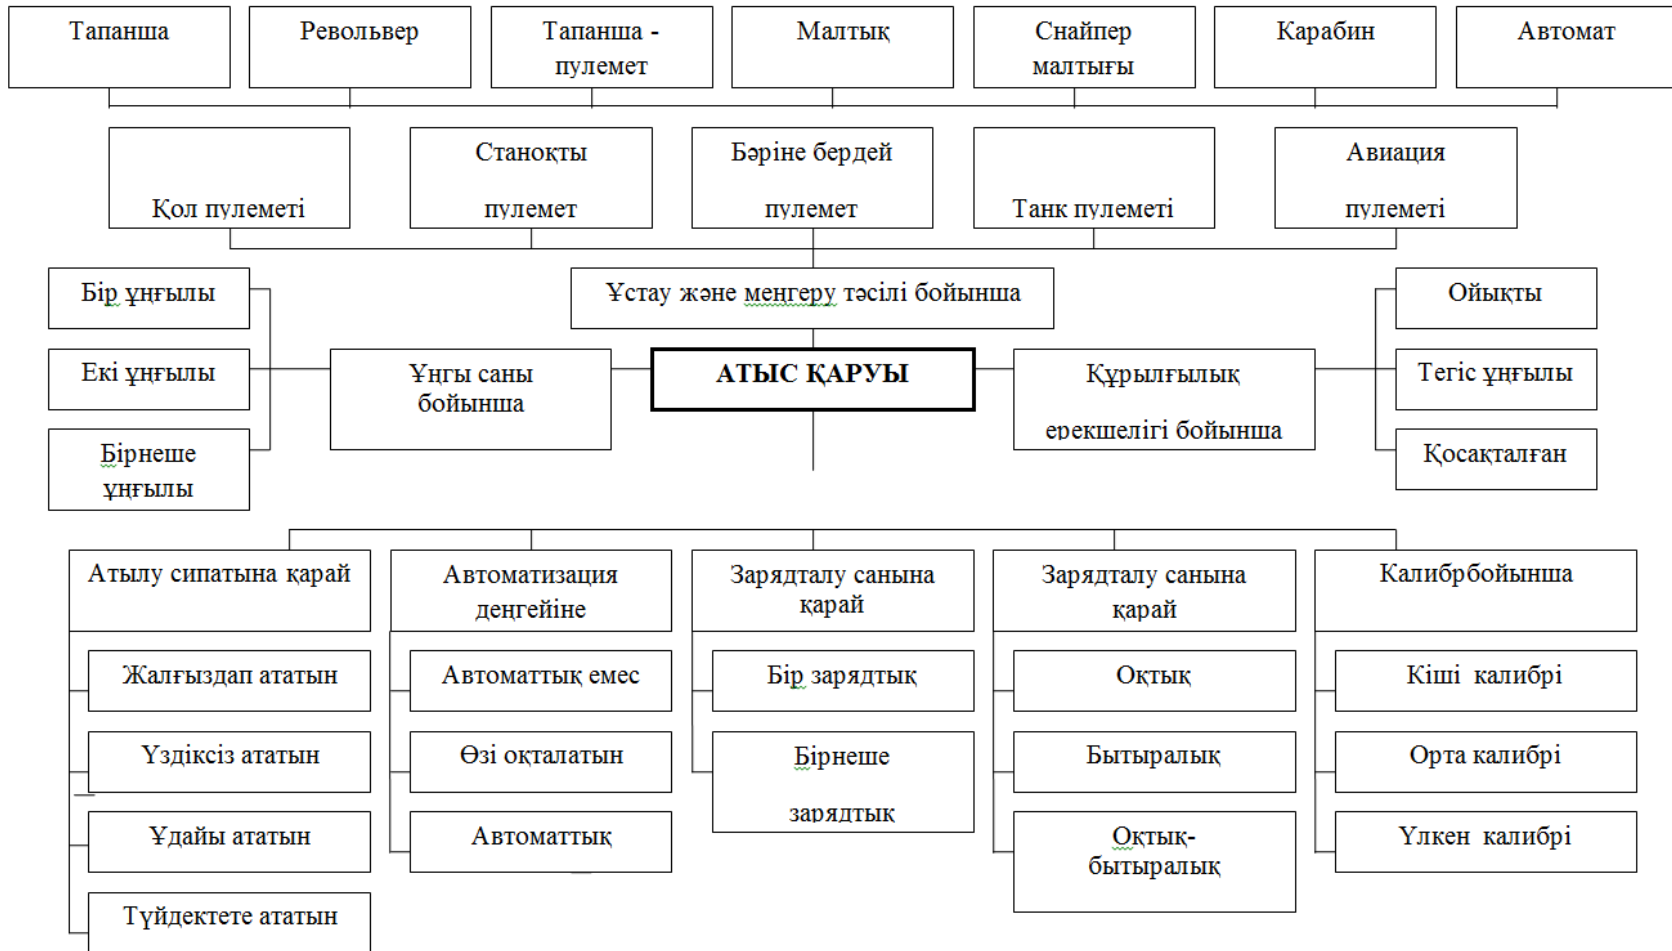 Тапанша
Револьвер
Тапанша -
пулемет
Малтық
Снайпер
малтығы
Карабин
Автомат
Қол пулеметі
Станоқты
пулемет
Бәріне бердей
пулемет
Танк пулеметі
Авиация
пулеметі
Бір ұңғылы
Екі ұңғылы
Бірнеше
ұңғылы
Ұңгы саны
бойынша
Ұстау және меңгеру тәсілі бойынша
АТЫС ҚАРУЫ
Құрылғылық
ерекшелігі бойынша
Ойықты
Тегіс ұңғылы
Қосақталған
Атылу сипатына қарай
Жалғыздап ататын
Үздіксіз ататын
Ұдайы ататын
Түйдектете ататын
Автоматизация
деңгейіне
Автоматтық емес
Өзі оқталатын
Автоматтық
Зарядталу санына
қарай
Бір зарядтық
Бірнеше
зарядтық
Зарядталу санына
қарай
Оқтық
Бытыралық
Оқтық-
бытыралық
Калибрбойынша
Кіші  калибрі
Орта калибрі
Үлкен  калибрі